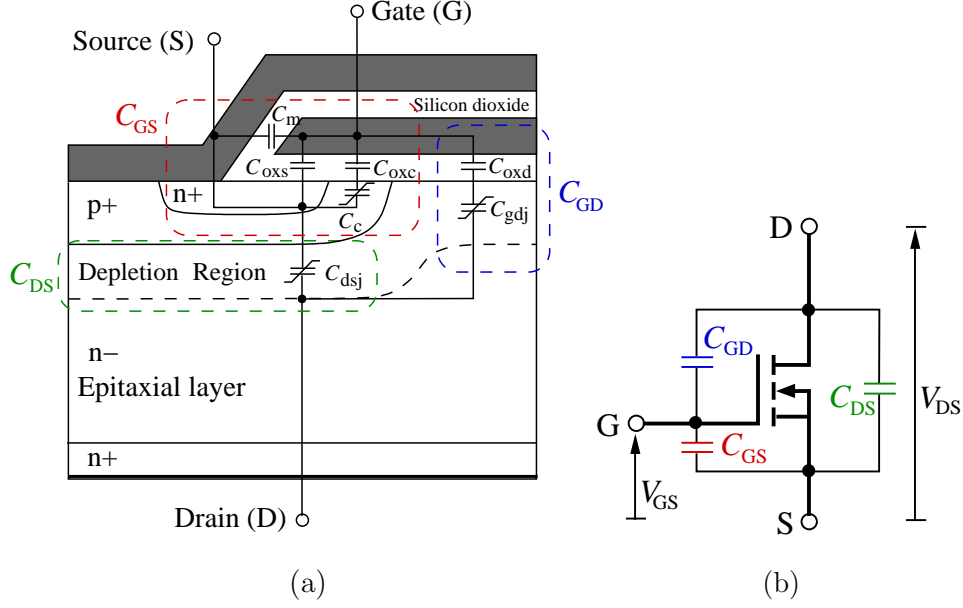 Gate (G)
Source (S)
Silicon dioxide
C_GS
C_m
C_oxs
C_oxc
C_oxd
C_GD
p+
n+
C_c
C_gdj
C_DS
Depletion Region
C_dsj
n−
Epitaxial layer
n+
Drain (D)
(a)
D
C_GD
C_DS
V_DS
G
C_GS
V_GS
S
(b)